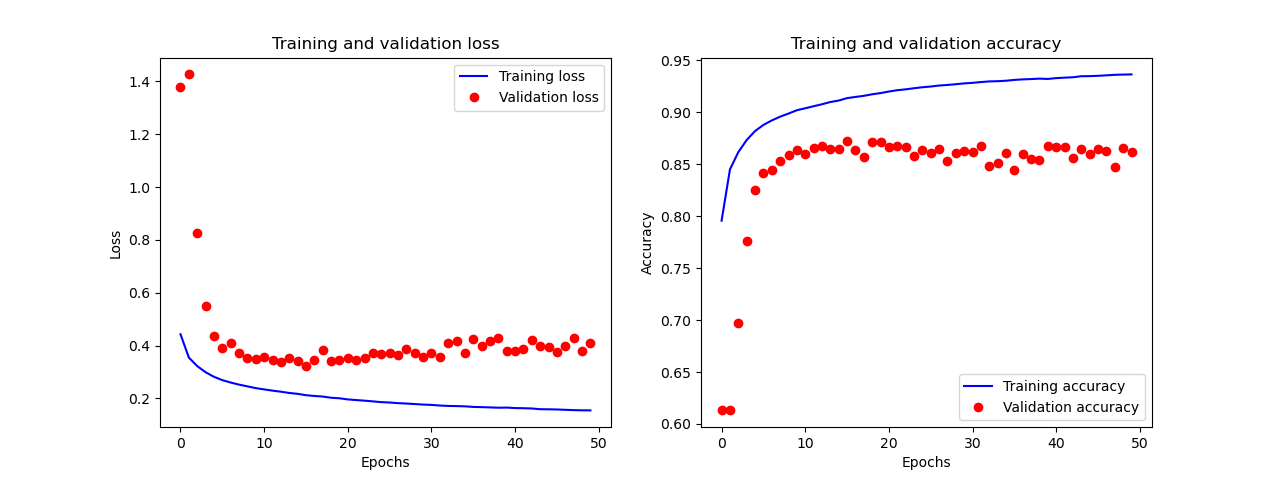 Training and validation loss
Training loss
Validation loss
1.4
1.2
1.0
0.8
0.6
0.4
0.2
Loss
0 10 20 30 40 50
Epochs
Training and validation accuracy
0.95
0.90
0.85
0.80
0.75
0.70
0.65
0.60
Accuracy
Training accuracy
Validation accuracy
0 10 20 30 40 50
Epochs